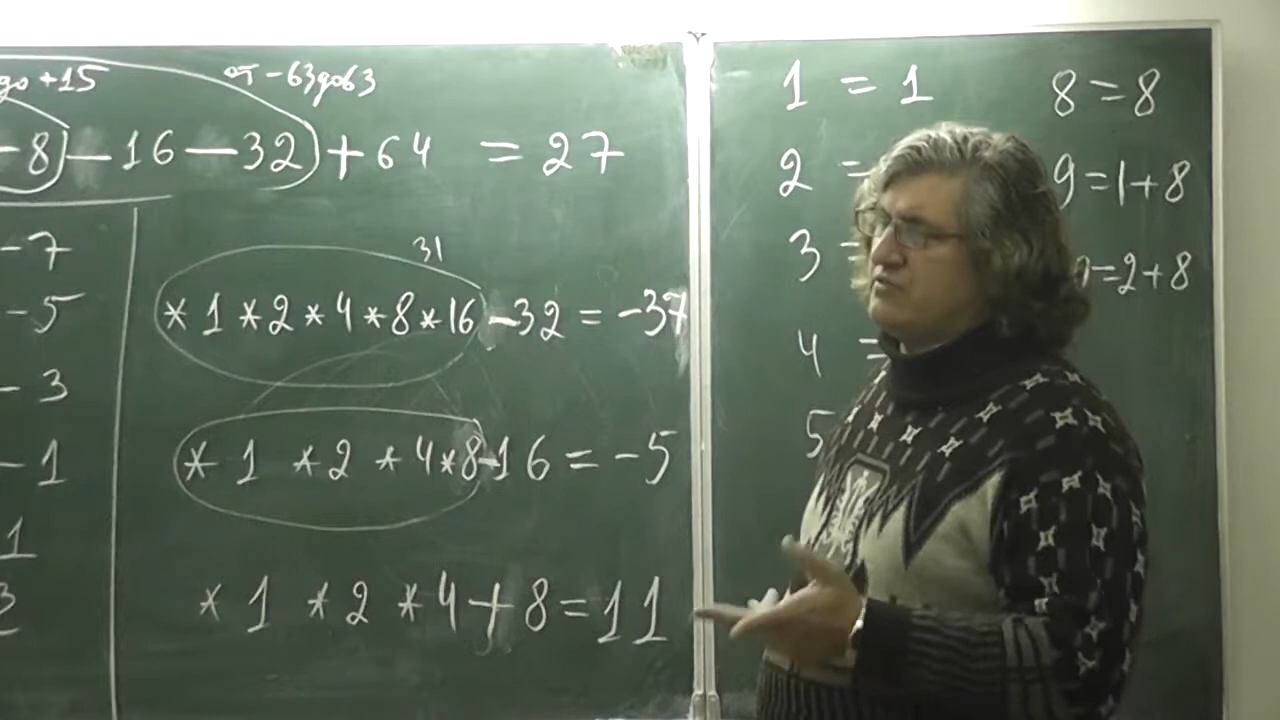 до +15 от -63 до 63
-8) -16 -32) +64 = 27
-7
-5
-3
-1
1
3
31
*1 *2 *4 *8 *16 -32 = -37
*1 *2 *4 *8 -16 = -5
*1 *2 *4 +8 = 11
1 = 1
2 =
3 =
4 =
5
8 = 8
9 = 1+8
=2+8